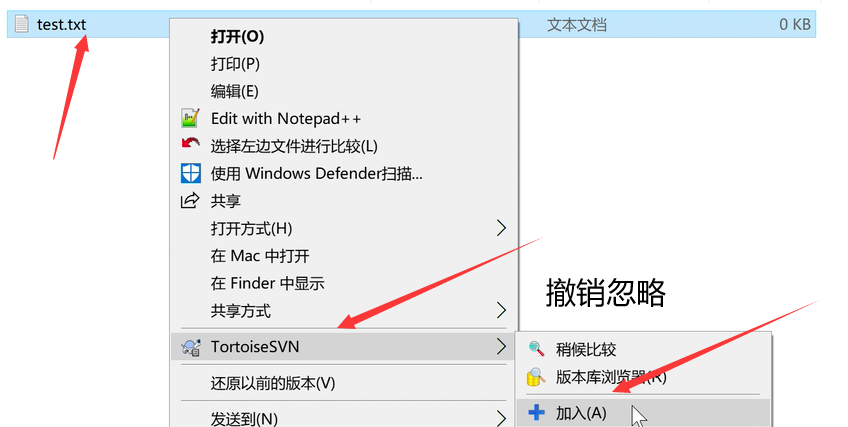 test.txt
文本文档
0 KB
打开(O)
打印(P)
编辑(E)
Edit with Notepad++
选择左边文件进行比较(L)
使用 Windows Defender扫描...
共享
打开方式(H)
在 Mac 中打开
在 Finder 中显示
共享方式
撤销忽略
TortoiseSVN
稍候比较
还原以前的版本(V)
版本库浏览器(R)
发送到(N)
加入(A)